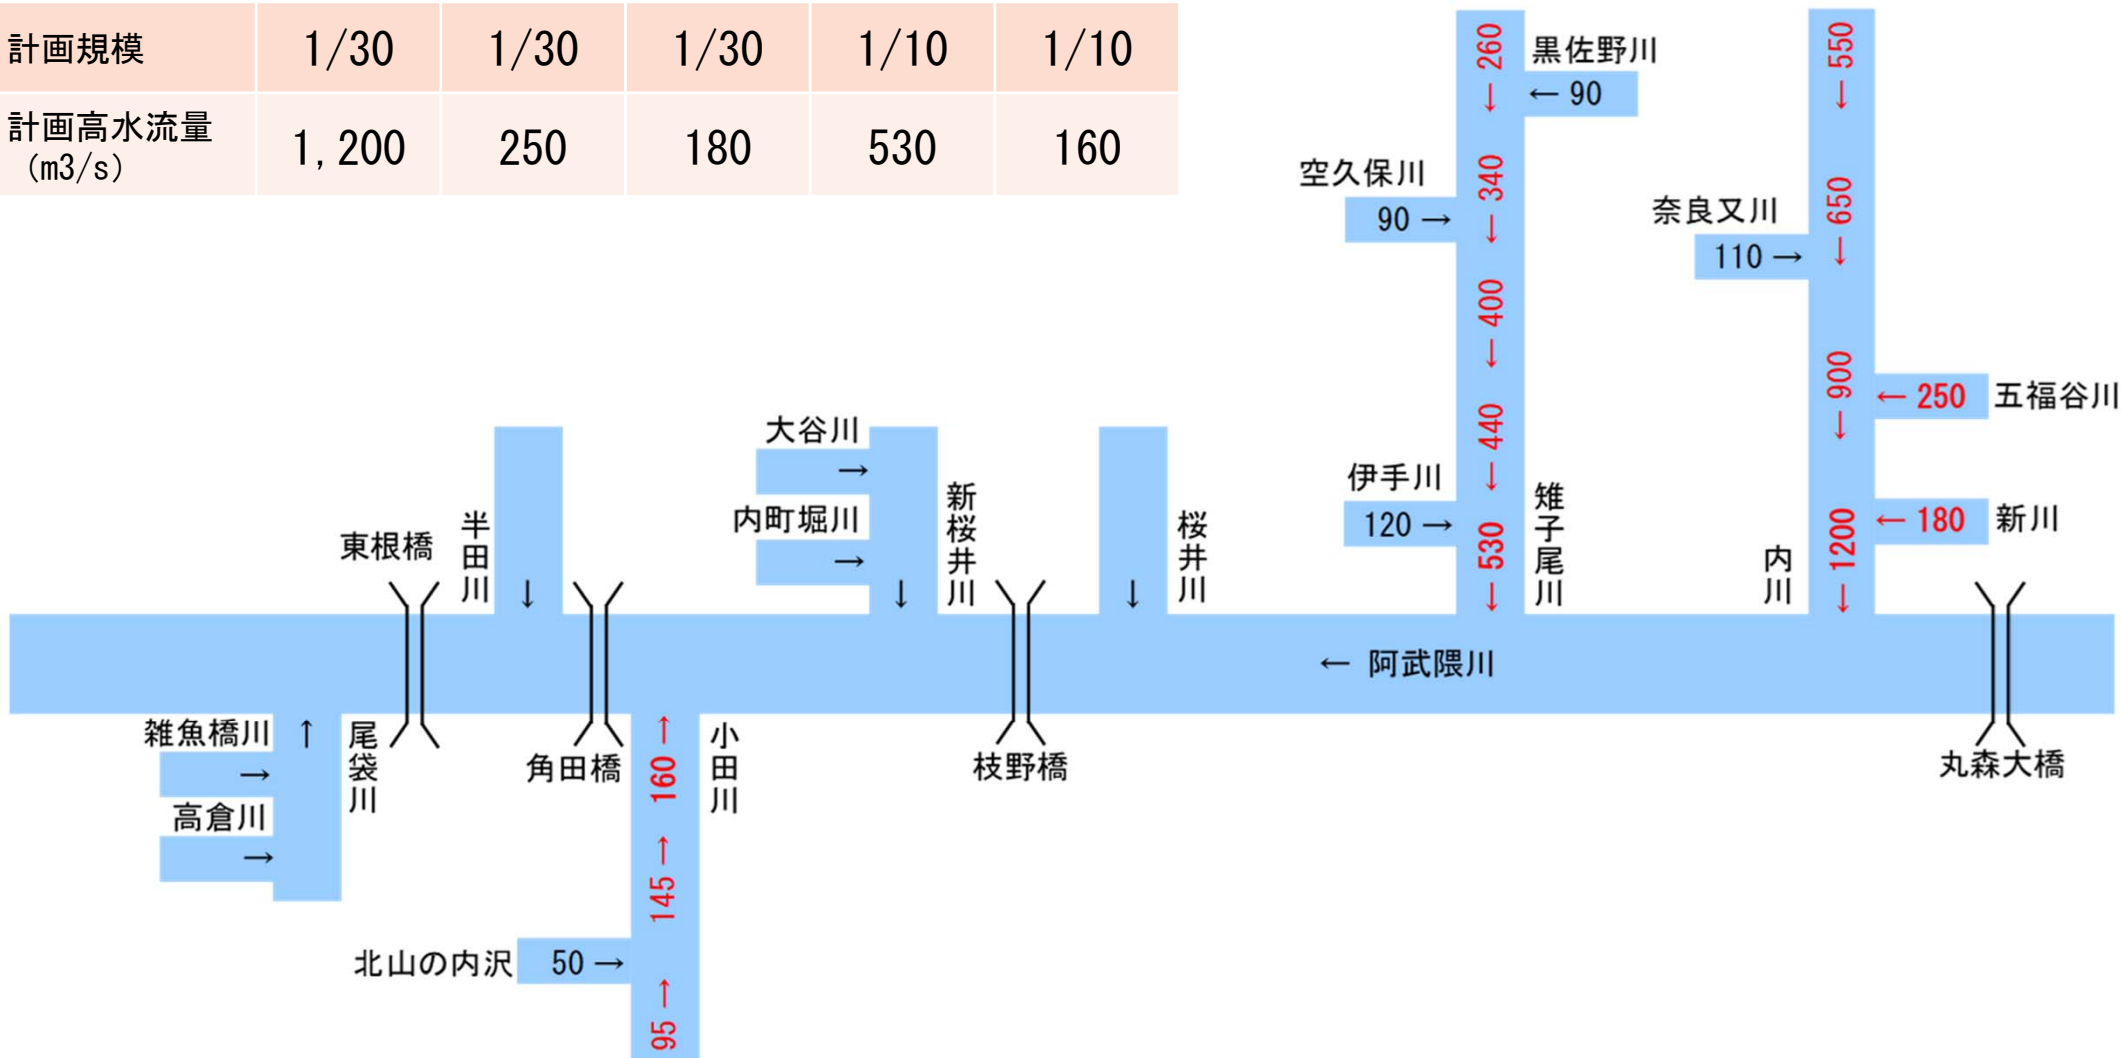 計画規模 1/30 1/30 1/30 1/10 1/10
計画高水流量
(m3/s) 1,200 250 180 530 160
260
↓
黒佐野川
← 90
空久保川
90 →
340
↓
400
↓
440
↓
伊手川
120 →
530
↓
雉子尾川
550
↓
奈良又川
110 →
650
↓
900
↓
← 250 五福谷川
← 180 新川
1200
↓
内川
大谷川
→
内町堀川
→
新桜井川
↓
桜井川
↓
半田川
↓
東根橋
← 阿武隈川
雑魚橋川
→
高倉川
→
↑
尾袋川
角田橋
小田川
枝野橋
丸森大橋
160 →
145 →
95 →
北山の内沢 50 →